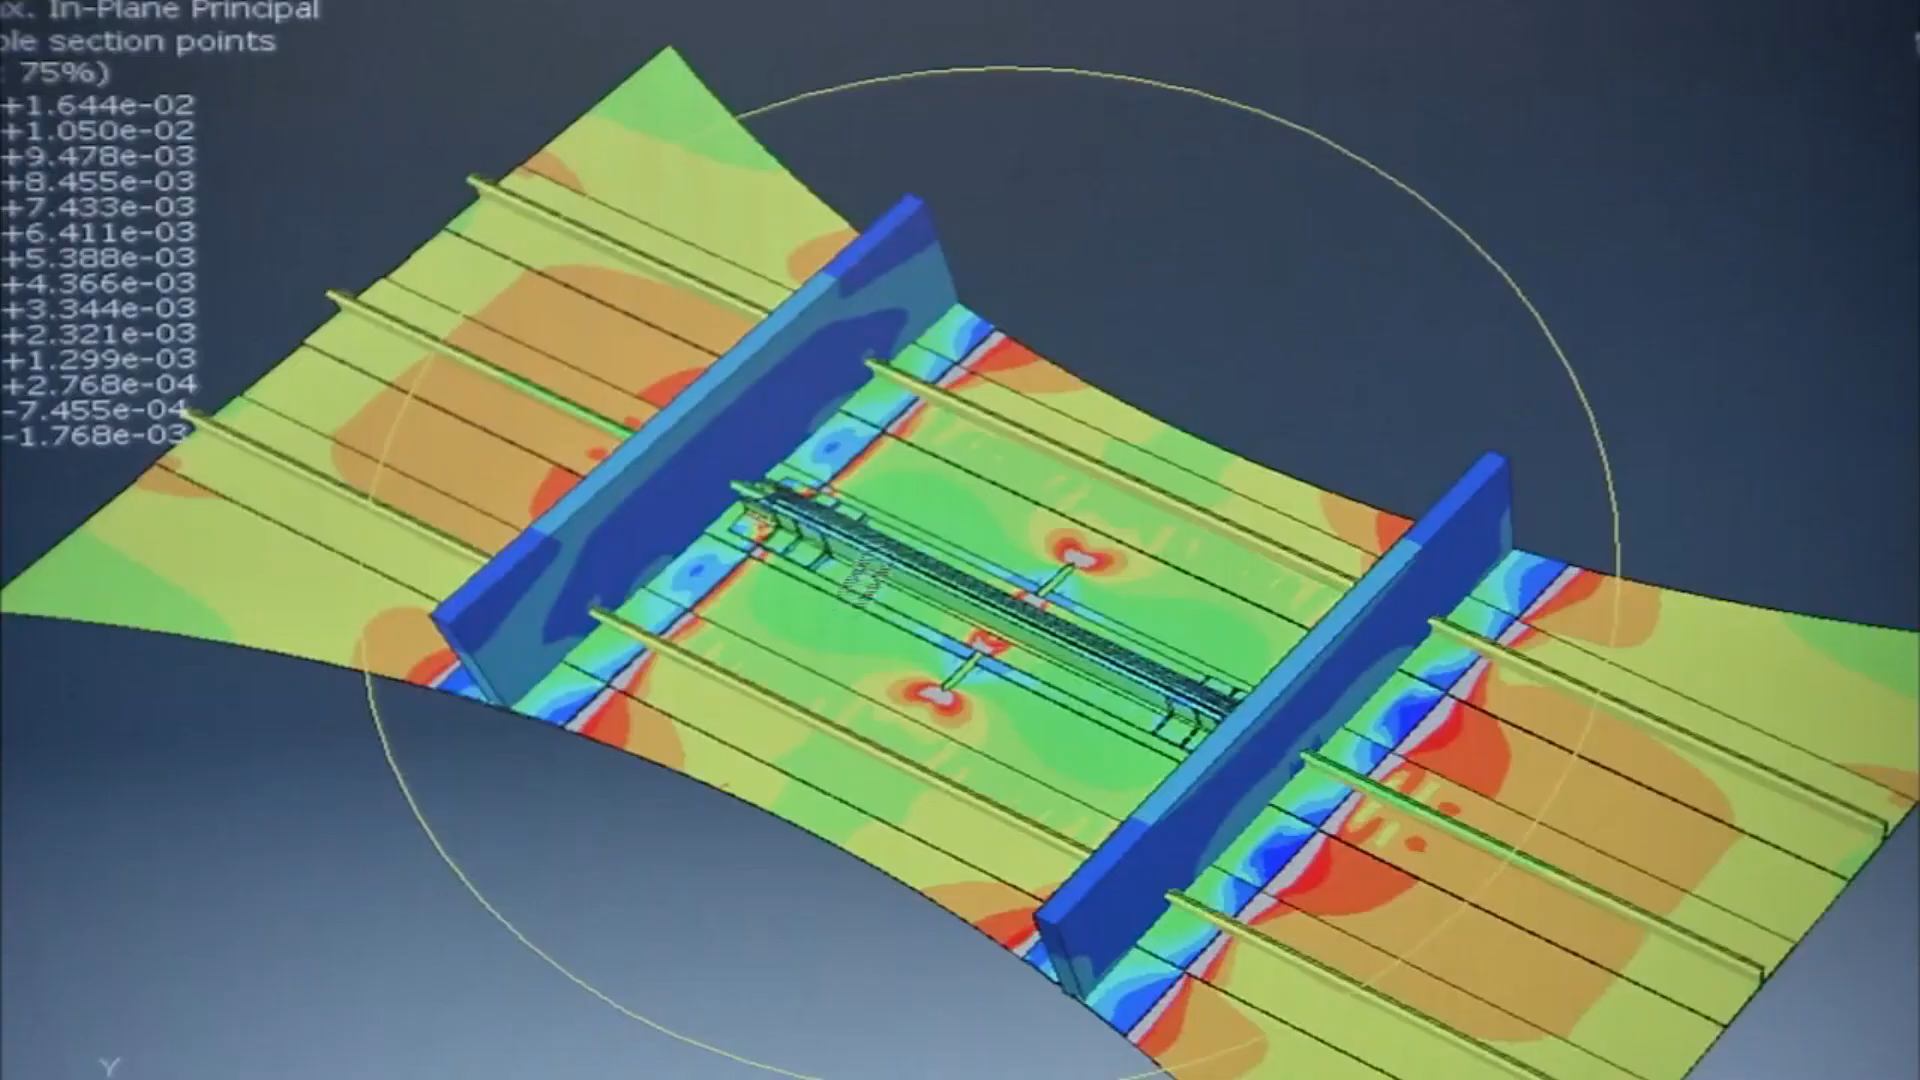 In-Plane Principal
section points
75%)
+1.644e-02
+1.050e-02
+9.478e-03
+8.455e-03
+7.433e-03
+6.411e-03
+5.388e-03
+4.366e-03
+3.344e-03
+2.321e-03
+1.299e-03
+2.768e-04
-7.455e-04
-1.768e-03
Y